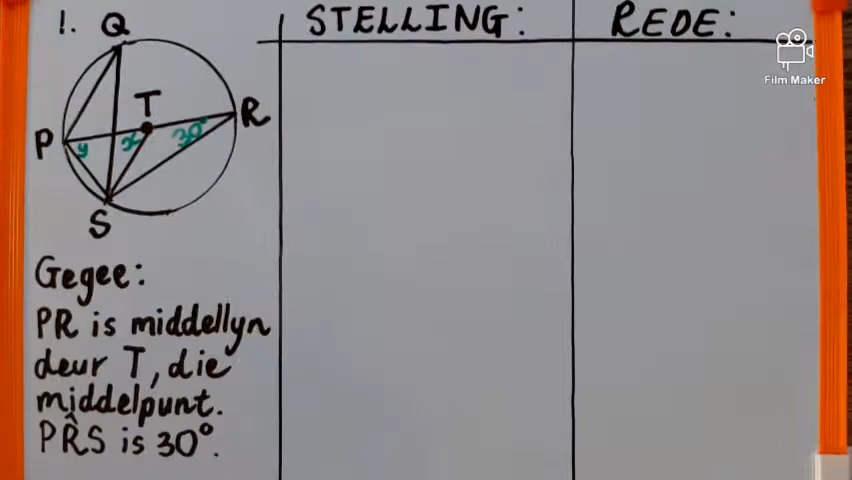 1.
Q
T
R
P
y
x
30°
S
STELLING:
REDE:
Film Maker
Gegee:
PR is middellyn
deur T, die
middelpunt.
PR̂S is 30°.